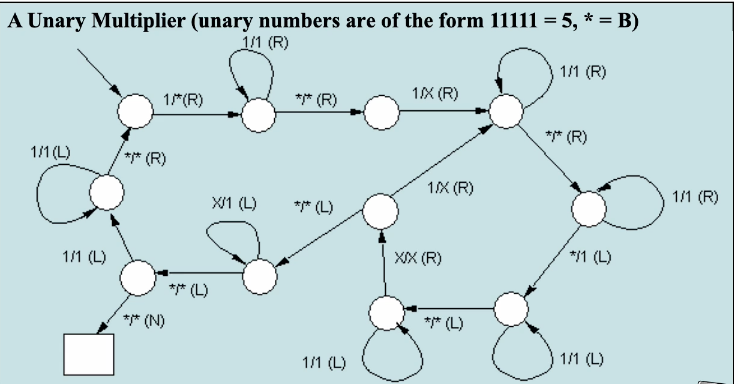 A Unary Multiplier (unary numbers are of the form 11111 = 5, * = B)
1/1 (R)
1/1 (R)
1/*(R)
*/* (R)
1/X (R)
*/* (R)
1/1(L)
*/* (R)
1/X (R)
1/1 (R)
X/1 (L)
*/* (L)
1/1 (L)
X/X (R)
*/1 (L)
*/* (L)
*/* (N)
*/* (L)
1/1 (L)
1/1 (L)